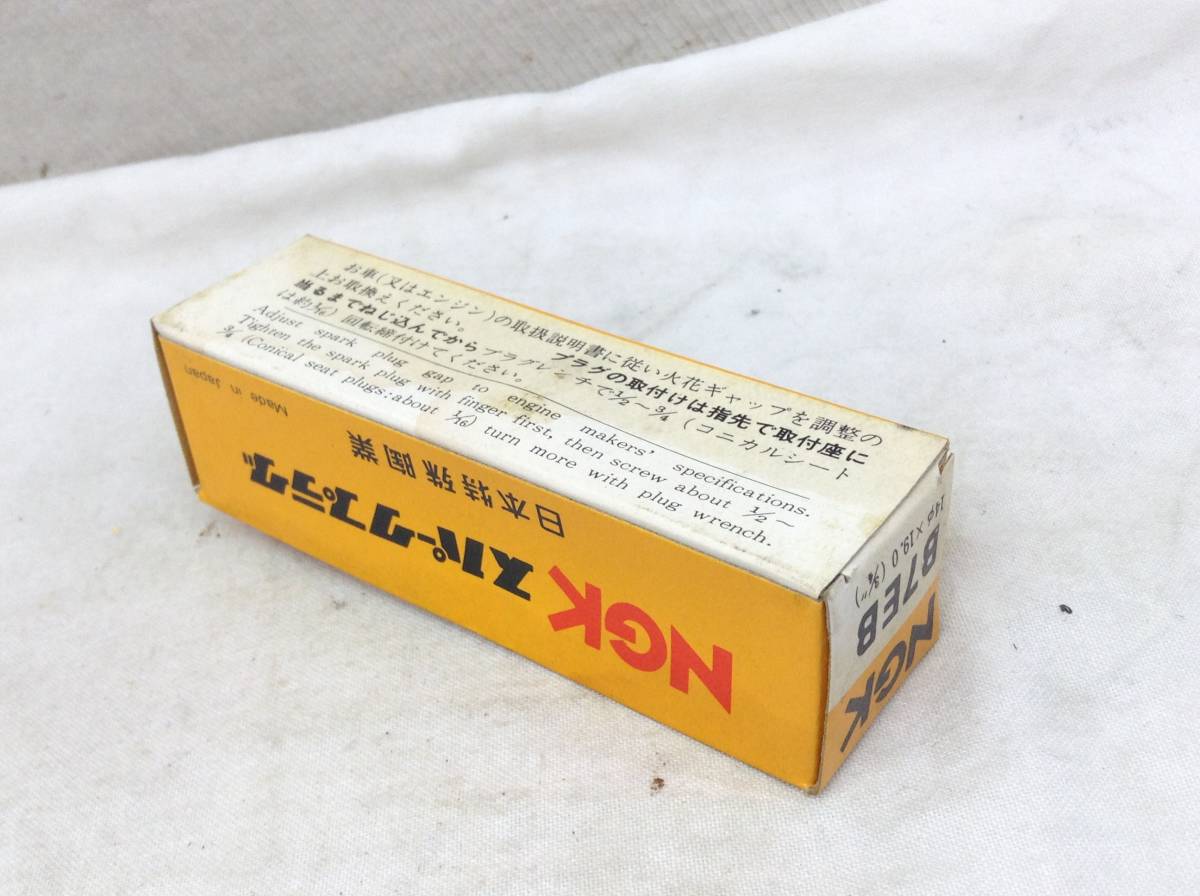 お車(又はエンジン)の取扱説明書に従い火花ギャップを調整の
上お取換えください。 プラグの取付けは指先で取付座に
当るまでねじ込んでからプラグレンチで½~¾ (コニカルシート
は約1/16) 回転締付けてください。
Adjust spark plug gap to engine makers' specifications.
Tighten the spark plug with finger first, then screw about ½~
¾ (Conical seat plugs:about 1/16) turn more with plug wrench.
NGK スパークプラグ
日本特殊陶業
Made in Japan
NGK
B7EB
14φ×19.0 (¾")